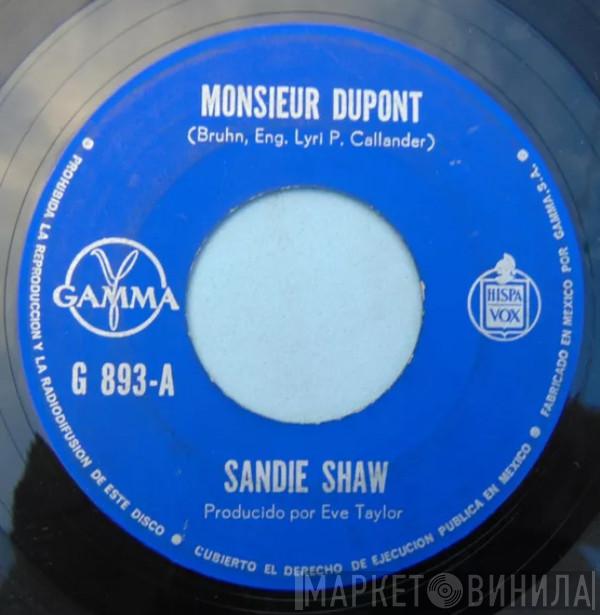 MONSIEUR DUPONT
(Bruhn, Eng. Lyri P. Callander)
GAMMA
G 893-A
HISPA
VOX
SANDIE SHAW
Producido por Eve Taylor
PROHIBIDA LA REPRODUCCION Y LA RADIODIFUSION DE ESTE DISCO • CUBIERTO EL DERECHO DE EJECUCION PUBLICA EN MEXICO • FABRICADO EN MEXICO POR GAMMA, S.A.
МАРКЕТ ВИНИЛА